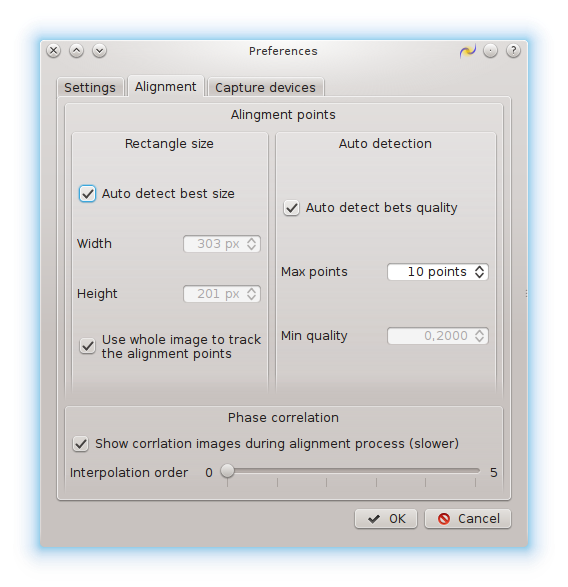 Preferences
Settings
Alignment
Capture devices
Alingment points
Rectangle size
Auto detect best size
Width
303 px
Height
201 px
Use whole image to track
the alignment points
Auto detection
Auto detect bets quality
Max points
10 points
Min quality
0,2000
Phase correlation
Show corrlation images during alignment process (slower)
Interpolation order 0 5
OK
Cancel